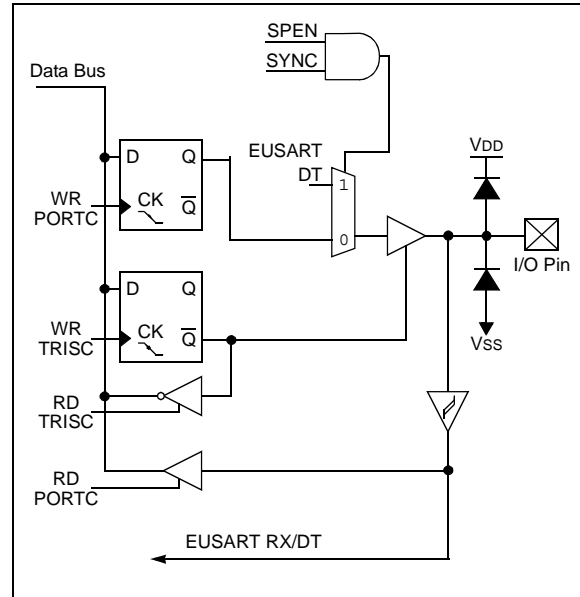 SPEN
SYNC
Data Bus
D Q
EUSART
DT
1
VDD
WR
PORTC
CK
Q
0
I/O Pin
D Q
WR
TRISC
CK
Q
VSS
RD
TRISC
RD
PORTC
EUSART RX/DT